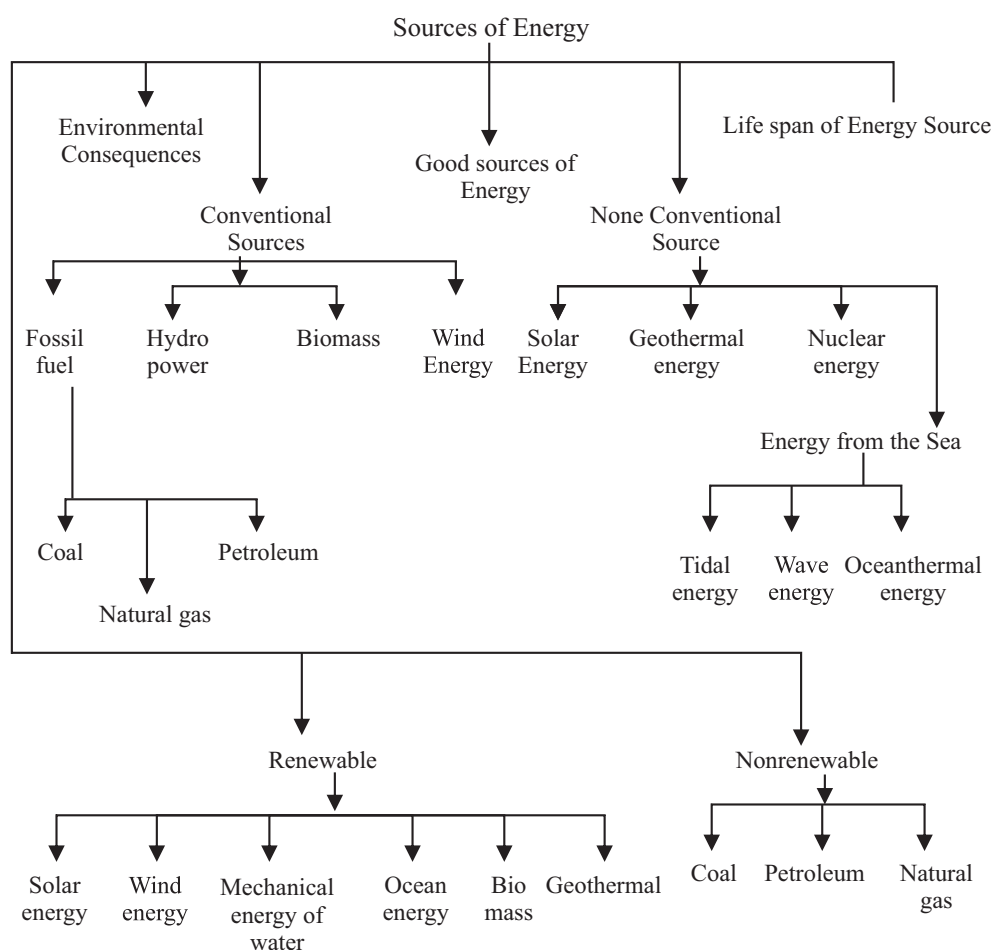 Sources of Energy
Environmental
Consequences
Life span of Energy Source
Good sources of
Energy
Conventional
Sources
None Conventional
Source
Fossil
fuel
Hydro
power
Biomass
Wind
Energy
Solar
Energy
Geothermal
energy
Nuclear
energy
Energy from the Sea
Coal
Petroleum
Natural gas
Tidal
energy
Wave
energy
Oceanthermal
energy
Renewable
Nonrenewable
Solar
energy
Wind
energy
Mechanical
energy of
water
Ocean
energy
Bio
mass
Geothermal
Coal
Petroleum
Natural
gas